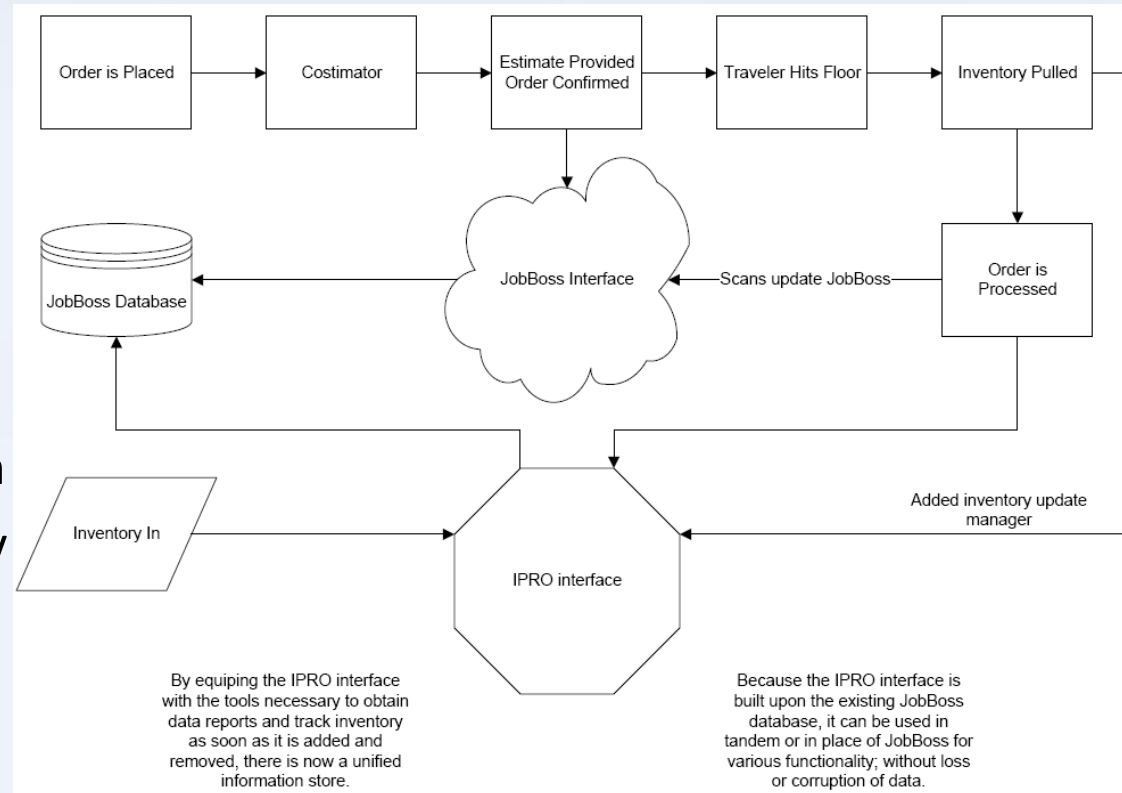 Order is Placed
Costimator
Estimate Provided
Order Confirmed
Traveler Hits Floor
Inventory Pulled
JobBoss Database
JobBoss Interface
Scans update JobBoss
Order is
Processed
Inventory In
IPRO interface
Added inventory update
manager
By equiping the IPRO interface
with the tools necessary to obtain
data reports and track inventory
as soon as it is added and
removed, there is now a unified
information store.
Because the IPRO interface is
built upon the existing JobBoss
database, it can be used in
tandem or in place of JobBoss for
various functionality; without loss
or corruption of data.